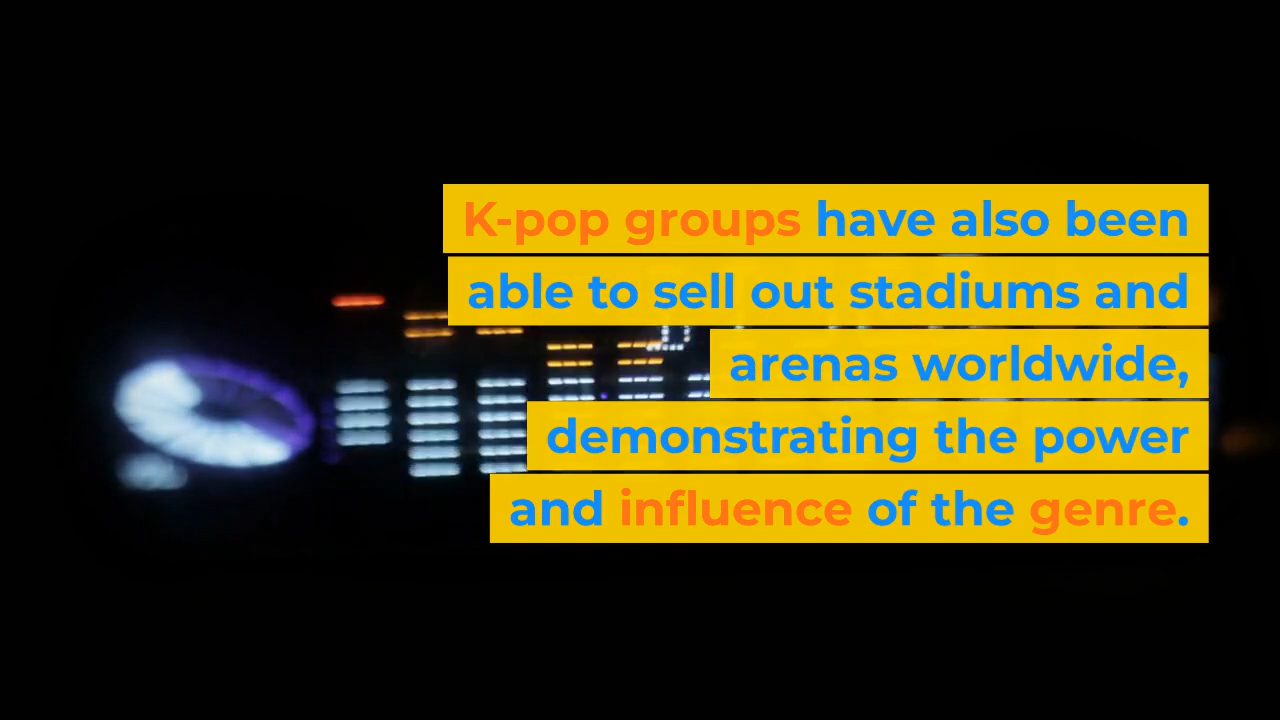 K-pop groups have also been
able to sell out stadiums and
arenas worldwide,
demonstrating the power
and influence of the genre.